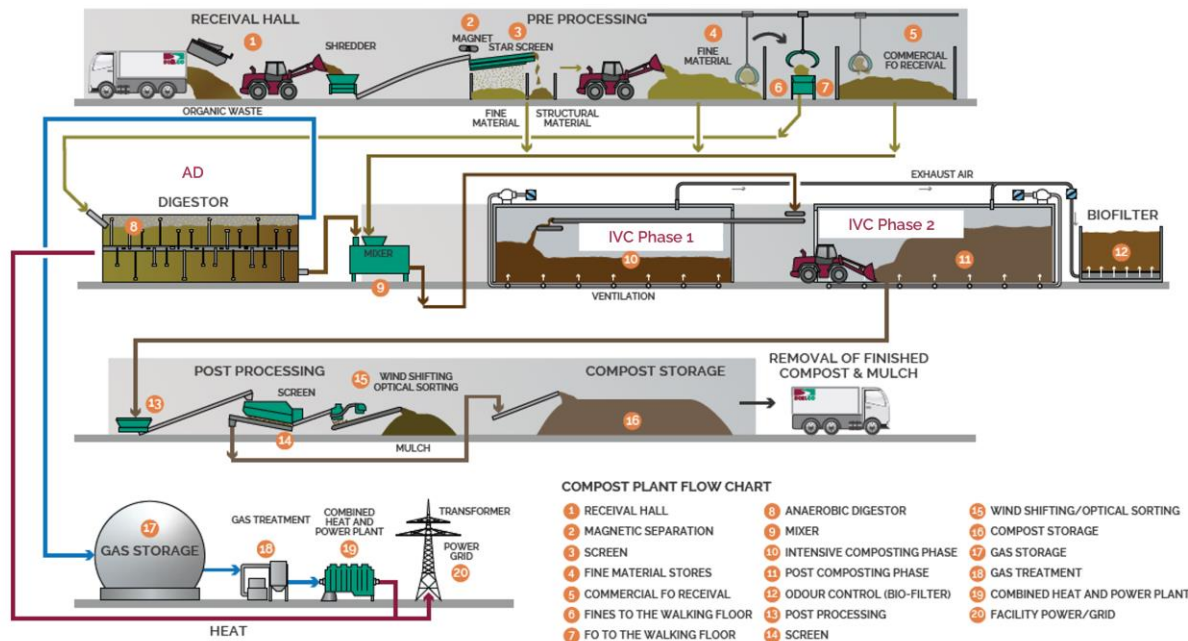 RECEIVAL HALL
PRE PROCESSING
1
SHREDDER
2
MAGNET
3
STAR SCREEN
4
FINE
MATERIAL
5
COMMERCIAL
FO RECEIVAL
6
7
ORGANIC WASTE
FINE
MATERIAL
STRUCTURAL
MATERIAL
AD
DIGESTOR
8
MIXER
9
EXHAUST AIR
IVC Phase 1
10
VENTILATION
IVC Phase 2
11
BIOFILTER
12
POST PROCESSING
13
SCREEN
14
15
WIND SHIFTING
OPTICAL SORTING
MULCH
COMPOST STORAGE
16
REMOVAL OF FINISHED
COMPOST & MULCH
17
GAS STORAGE
GAS TREATMENT
18
COMBINED
HEAT AND
POWER PLANT
19
TRANSFORMER
POWER
GRID
20
HEAT
COMPOST PLANT FLOW CHART
1 RECEIVAL HALL
2 MAGNETIC SEPARATION
3 SCREEN
4 FINE MATERIAL STORES
5 COMMERCIAL FO RECEIVAL
6 FINES TO THE WALKING FLOOR
7 FO TO THE WALKING FLOOR
8 ANAEROBIC DIGESTOR
9 MIXER
10 INTENSIVE COMPOSTING PHASE
11 POST COMPOSTING PHASE
12 ODOUR CONTROL (BIO-FILTER)
13 POST PROCESSING
14 SCREEN
15 WIND SHIFTING/OPTICAL SORTING
16 COMPOST STORAGE
17 GAS STORAGE
18 GAS TREATMENT
19 COMBINED HEAT AND POWER PLANT
20 FACILITY POWER/GRID